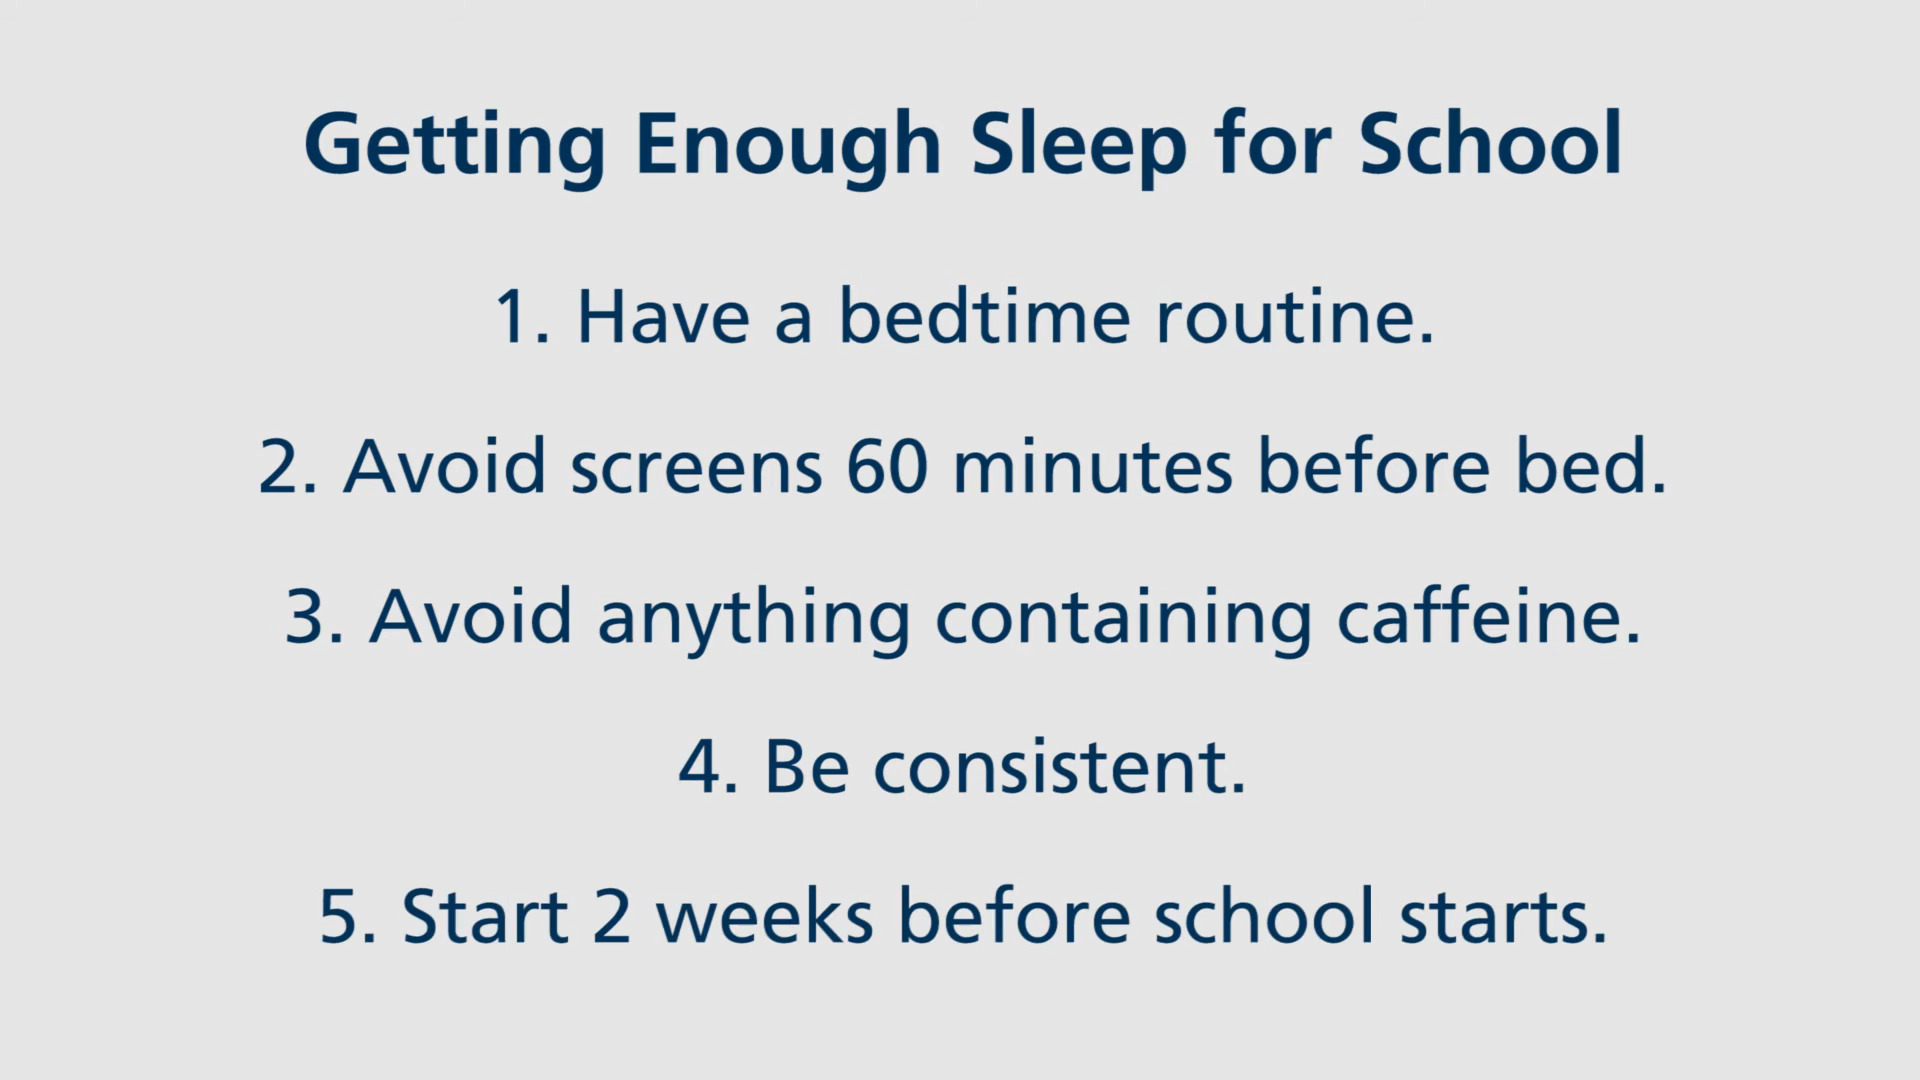 Getting Enough Sleep for School
1. Have a bedtime routine.
2. Avoid screens 60 minutes before bed.
3. Avoid anything containing caffeine.
4. Be consistent.
5. Start 2 weeks before school starts.